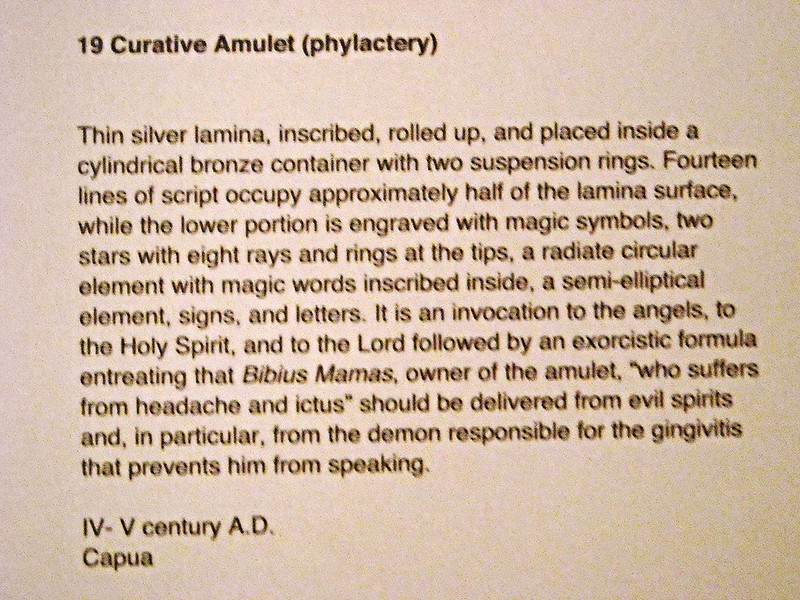 19 Curative Amulet (phylactery)
Thin silver lamina, inscribed, rolled up, and placed inside a
cylindrical bronze container with two suspension rings. Fourteen
lines of script occupy approximately half of the lamina surface,
while the lower portion is engraved with magic symbols, two
stars with eight rays and rings at the tips, a radiate circular
element with magic words inscribed inside, a semi-elliptical
element, signs, and letters. It is an invocation to the angels, to
the Holy Spirit, and to the Lord followed by an exorcistic formula
entreating that Bibius Mamas, owner of the amulet, "who suffers
from headache and ictus" should be delivered from evil spirits
and, in particular, from the demon responsible for the gingivitis
that prevents him from speaking.
IV- V century A.D.
Capua